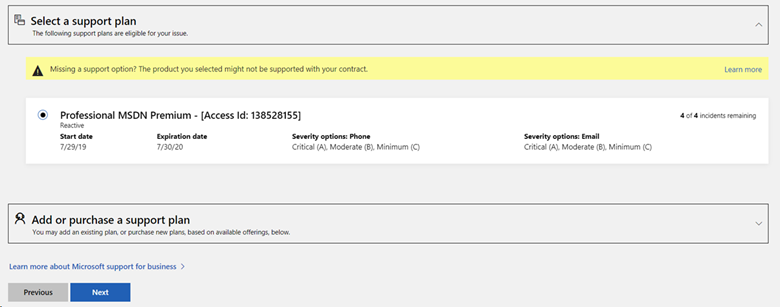 Select a support plan
The following support plans are eligible for your issue.
Missing a support option? The product you selected might not be supported with your contract.
Learn more
Professional MSDN Premium - [Access Id: 138528155]
4 of 4 incidents remaining
Reactive
Start date Expiration date Severity options: Phone Severity options: Email
7/29/19 7/30/20 Critical (A), Moderate (B), Minimum (C) Critical (A), Moderate (B), Minimum (C)
Add or purchase a support plan
You may add an existing plan, or purchase new plans, based on available offerings, below.
Learn more about Microsoft support for business
Previous Next